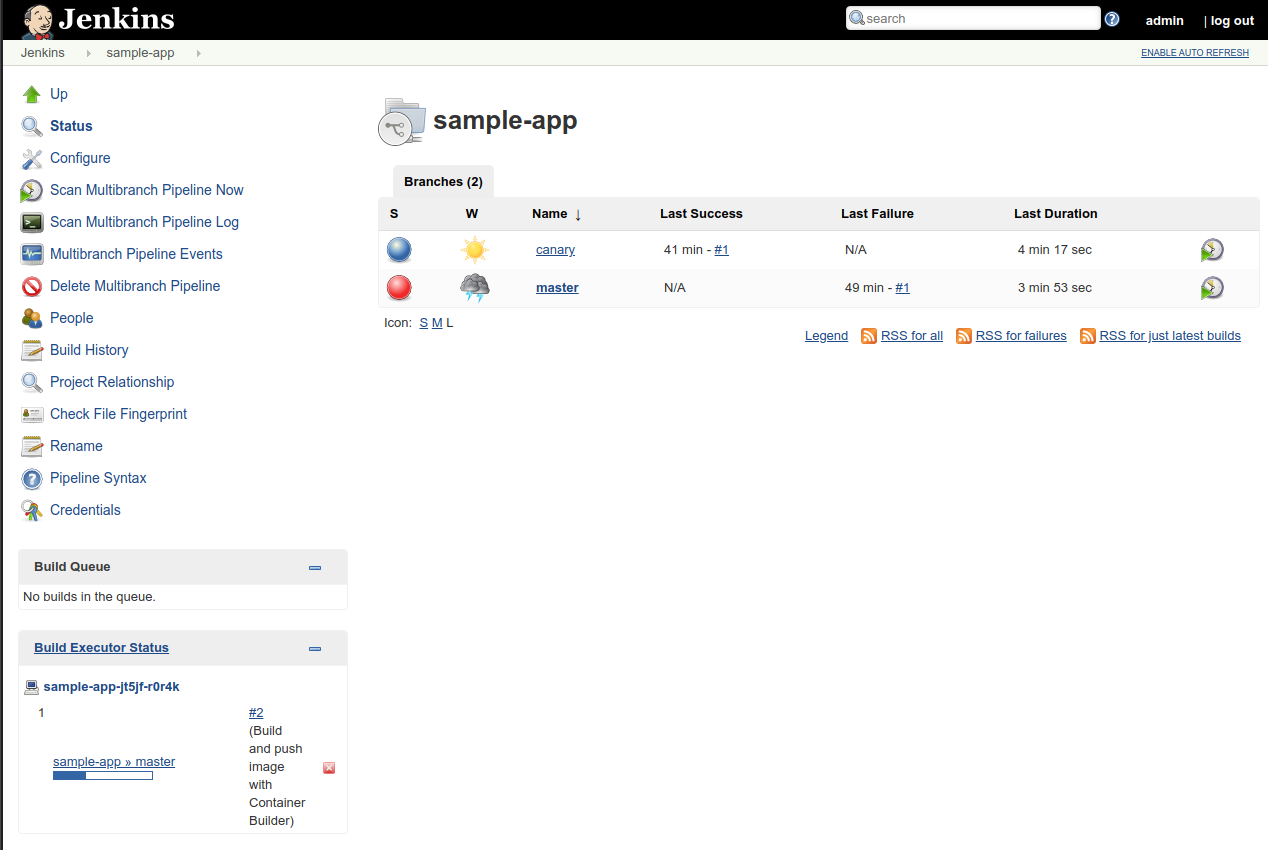 Jenkins
search
admin
| log out
Jenkins
sample-app
ENABLE AUTO REFRESH
Up
Status
Configure
Scan Multibranch Pipeline Now
Scan Multibranch Pipeline Log
Multibranch Pipeline Events
Delete Multibranch Pipeline
People
Build History
Project Relationship
Check File Fingerprint
Rename
Pipeline Syntax
Credentials
Build Queue
No builds in the queue.
Build Executor Status
sample-app-jt5jf-r0r4k
1
sample-app » master
#2
(Build
and push
image
with
Container
Builder)
sample-app
Branches (2)
S W Name ↓ Last Success Last Failure Last Duration
canary 41 min - #1 N/A 4 min 17 sec
master N/A 49 min - #1 3 min 53 sec
Icon: S M L
Legend RSS for all RSS for failures RSS for just latest builds